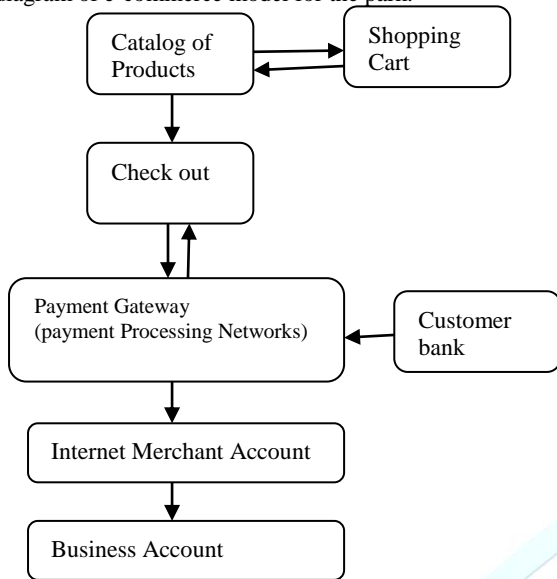 diagram of e-commerce model for the park.
Catalog of
Products
Shopping
Cart
Check out
Payment Gateway
(payment Processing Networks)
Customer
bank
Internet Merchant Account
Business Account